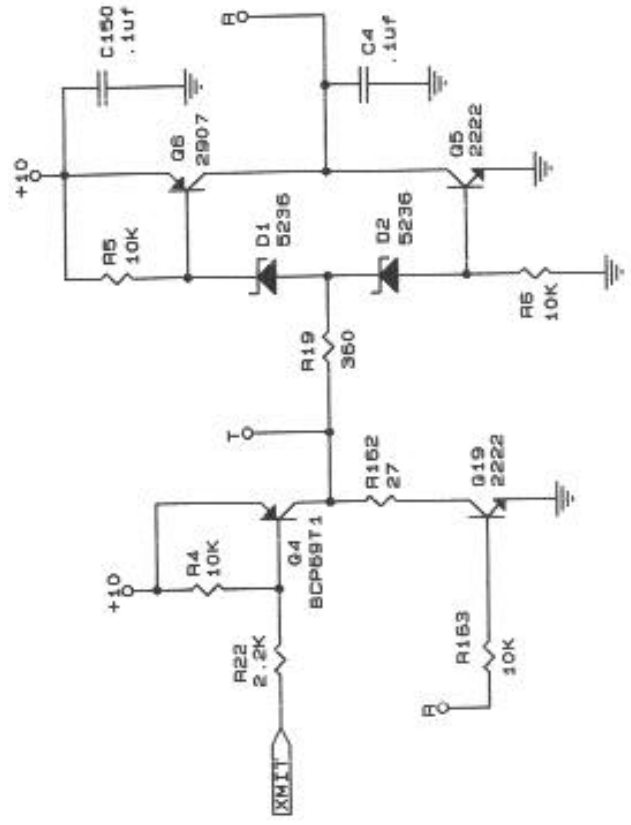 +10
C150
.1uf
Q6
2907
R
R5
10K
D1
5236
C4
.1uf
D2
5236
Q5
2222
R6
10K
R19
360
T
+10
R4
10K
Q4
BCP69T1
R162
27
Q19
2222
XMIT
R22
2.2K
R
R163
10K